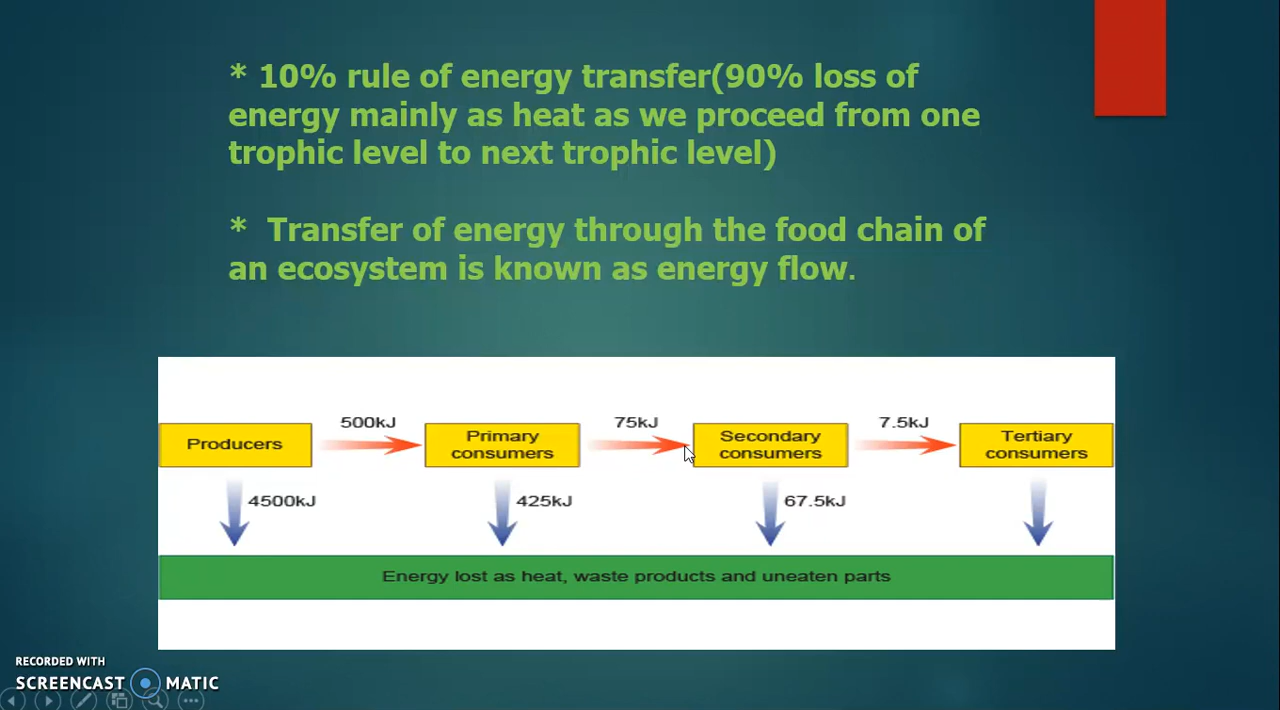 * 10% rule of energy transfer(90% loss of
energy mainly as heat as we proceed from one
trophic level to next trophic level)
* Transfer of energy through the food chain of
an ecosystem is known as energy flow.
500kJ
75kJ
7.5kJ
Producers
Primary
consumers
Secondary
consumers
Tertiary
consumers
4500kJ
425kJ
67.5kJ
Energy lost as heat, waste products and uneaten parts
RECORDED WITH
SCREENCAST MATIC